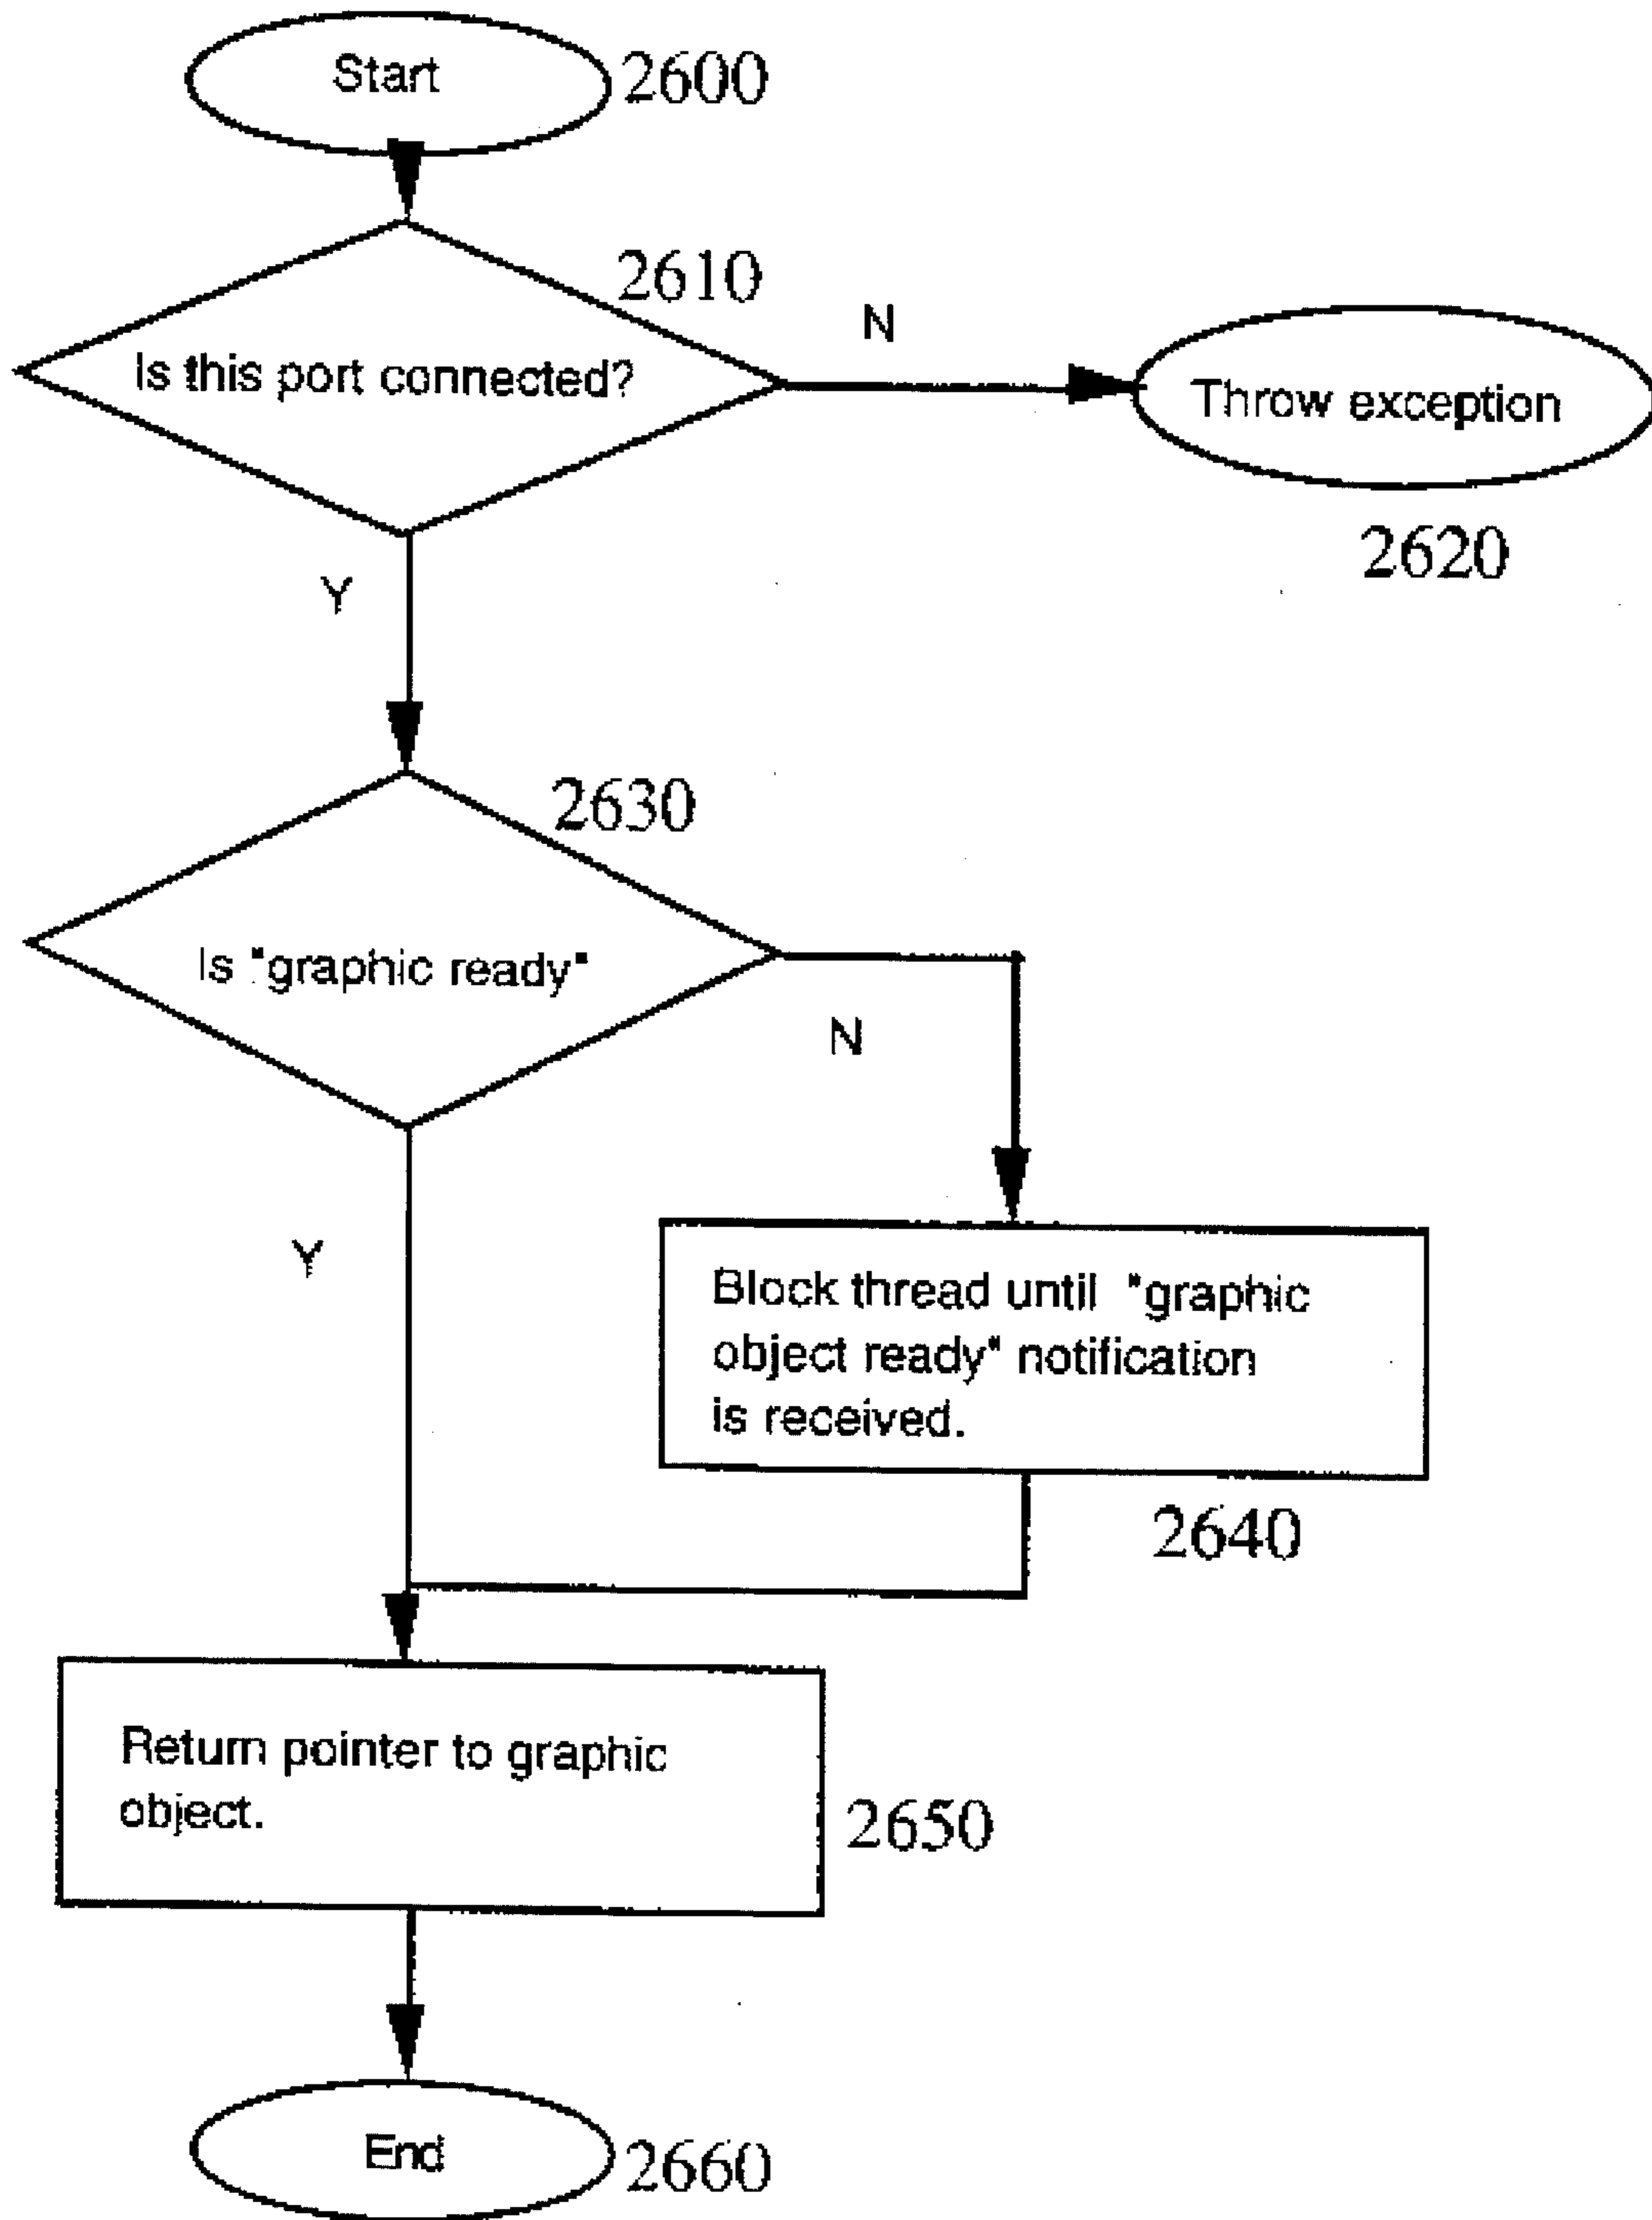 Start
2600
2610
Is this port connected?
N
Throw exception
2620
Y
2630
Is "graphic ready"
N
Y
Block thread until "graphic
object ready" notification
is received.
2640
Return pointer to graphic
object.
2650
End
2660